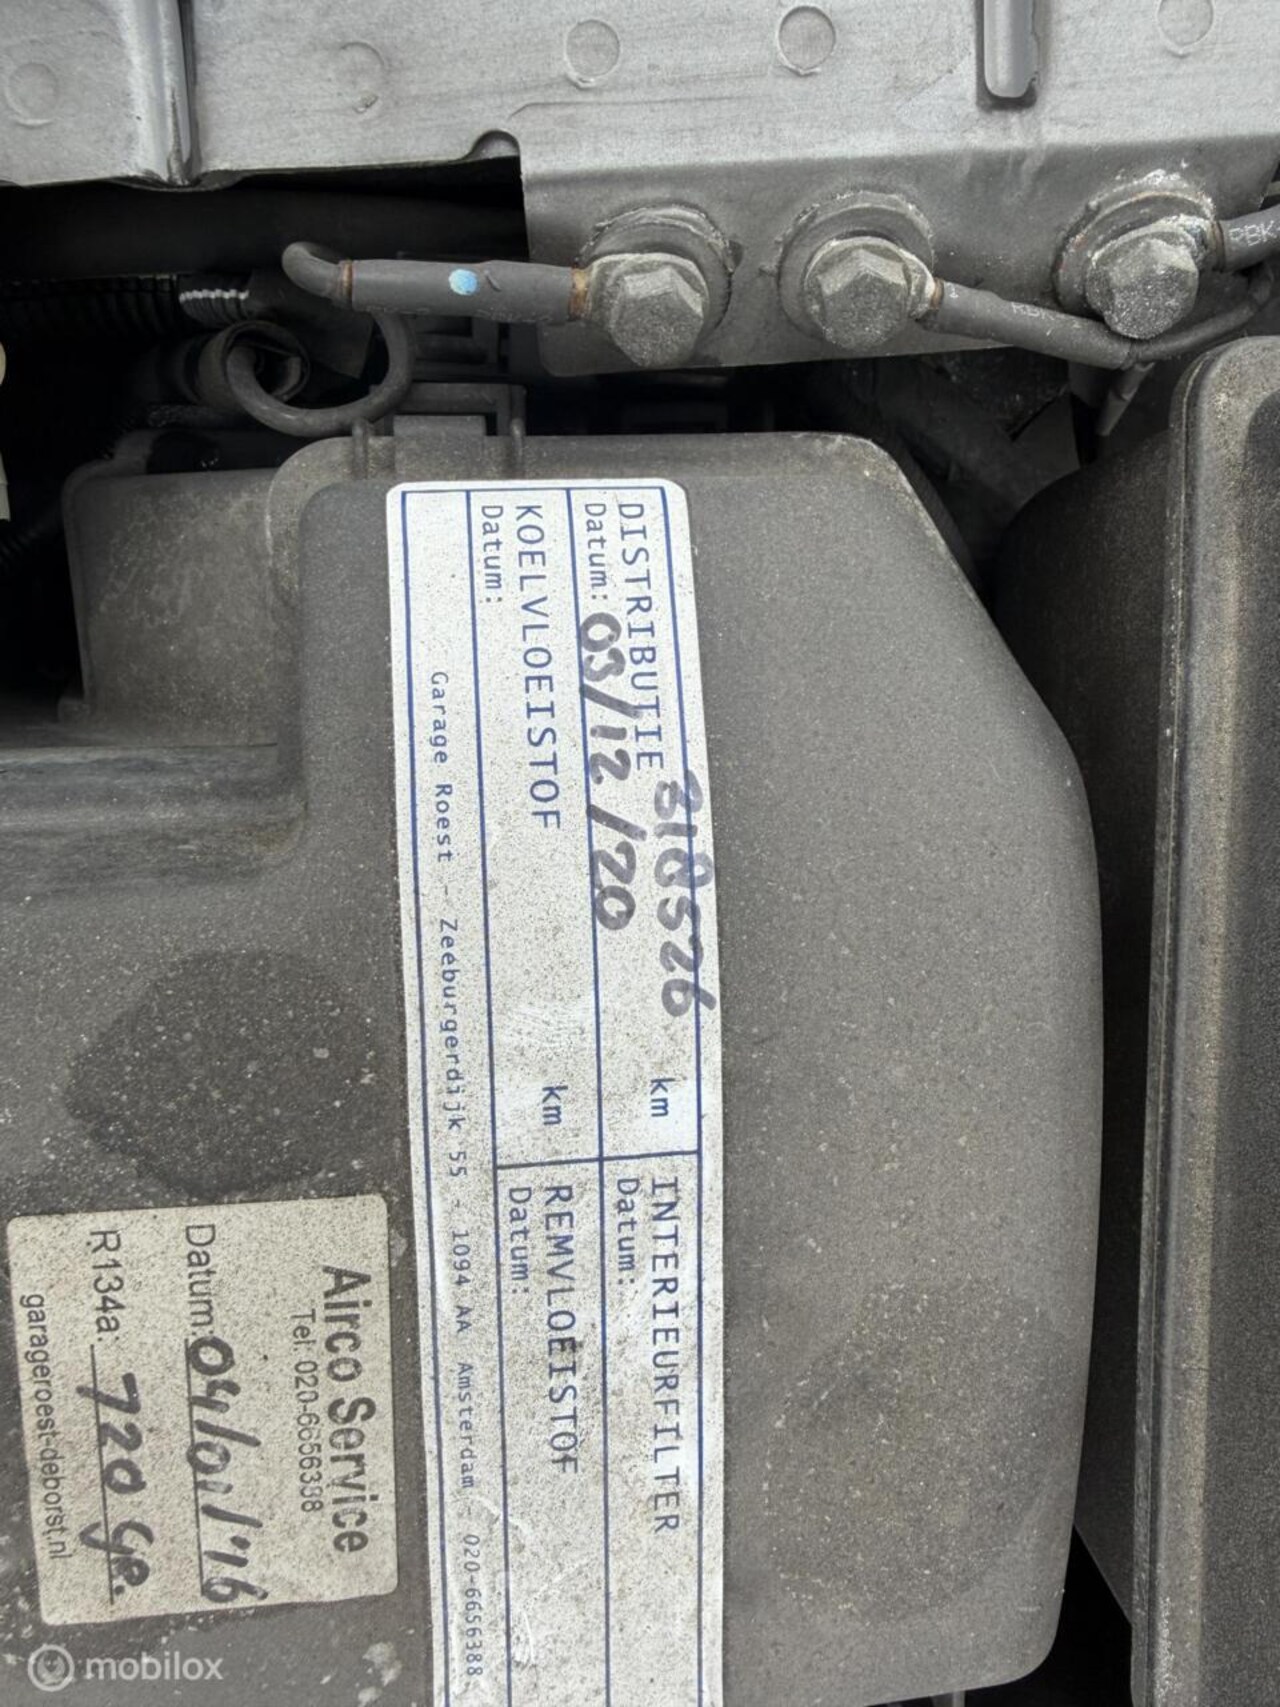 DISTRIBUTIE 318526 km
Datum: 03/12/20
INTERIEURFILTER
Datum:
KOELVLOEISTOF km
Datum:
REMVLOEISTOF
Datum:
Garage Roest - Zeeburgerdijk 55 - 1094 AA Amsterdam - 020-6656388
Airco Service
Tel: 020-6656388
Datum: 04/01/'16
R134a: 720 gr.
garageroest-deborst.nl
RBK
mobilox